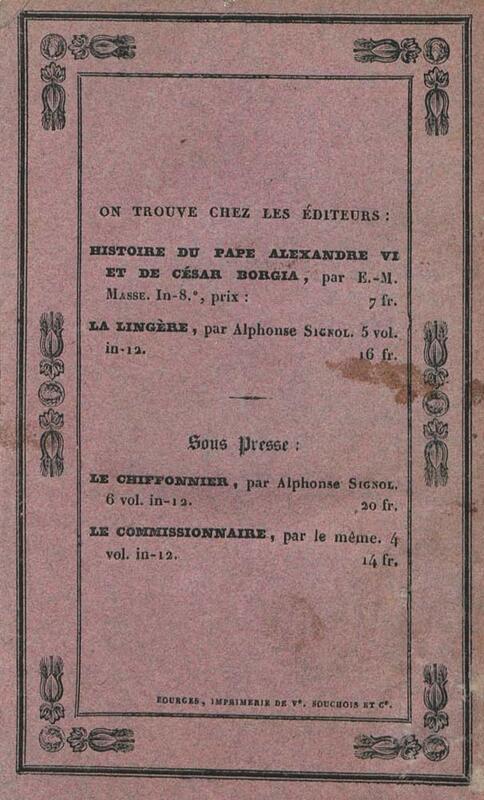 ON TROUVE CHEZ LES ÉDITEURS :
HISTOIRE DU PAPE ALEXANDRE VI
ET DE CÉSAR BORGIA, par E.-M.
MASSE. In-8.°, prix : 7 fr.
LA LINGÈRE, par Alphonse SIGNOL. 5 vol.
in-12. 16 fr.
Sous Presse :
LE CHIFFONNIER, par Alphonse SIGNOL.
6 vol. in-12. 20 fr.
LE COMMISSIONNAIRE, par le même. 4
vol. in-12. 14 fr.
BOURGES, IMPRIMERIE DE Vᵉ. SOUCHOIS ET Cᵉ.